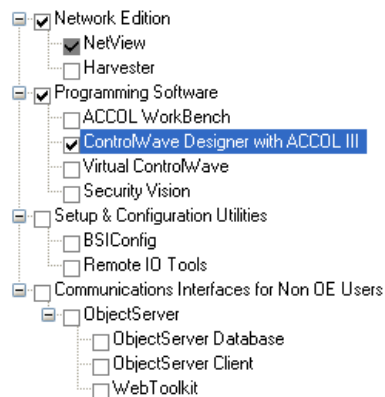 Network Edition
NetView
Harvester
Programming Software
ACCOL WorkBench
ControlWave Designer with ACCOL III
Virtual ControlWave
Security Vision
Setup & Configuration Utilities
BSIConfig
Remote IO Tools
Communications Interfaces for Non OE Users
ObjectServer
ObjectServer Database
ObjectServer Client
WebToolkit